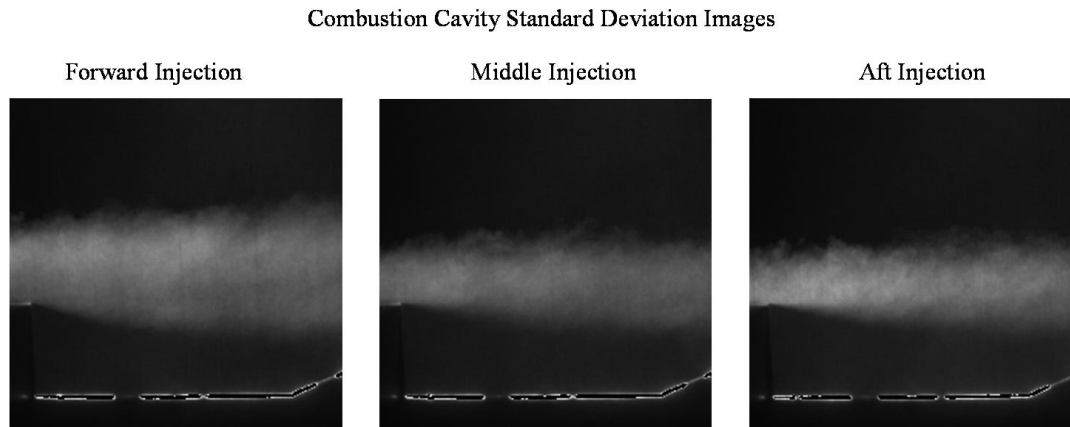 Combustion Cavity Standard Deviation Images
Forward Injection
Middle Injection
Aft Injection